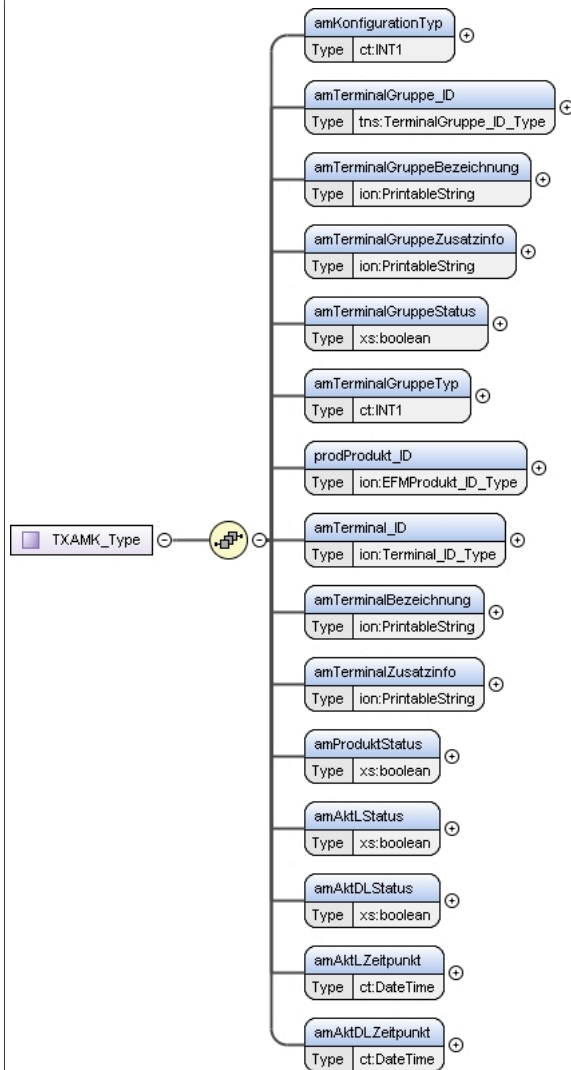 amKonfigurationTyp
Type ct:INT1
amTerminalGruppe_ID
Type tns:TerminalGruppe_ID_Type
amTerminalGruppeBezeichnung
Type ion:PrintableString
amTerminalGruppeZusatzinfo
Type ion:PrintableString
amTerminalGruppeStatus
Type xs:boolean
amTerminalGruppeTyp
Type ct:INT1
prodProdukt_ID
Type ion:EFMProdukt_ID_Type
TXAMK_Type
amTerminal_ID
Type ion:Terminal_ID_Type
amTerminalBezeichnung
Type ion:PrintableString
amTerminalZusatzinfo
Type ion:PrintableString
amProduktStatus
Type xs:boolean
amAktLStatus
Type xs:boolean
amAktDLStatus
Type xs:boolean
amAktLZeitpunkt
Type ct:DateTime
amAktDLZeitpunkt
Type ct:DateTime